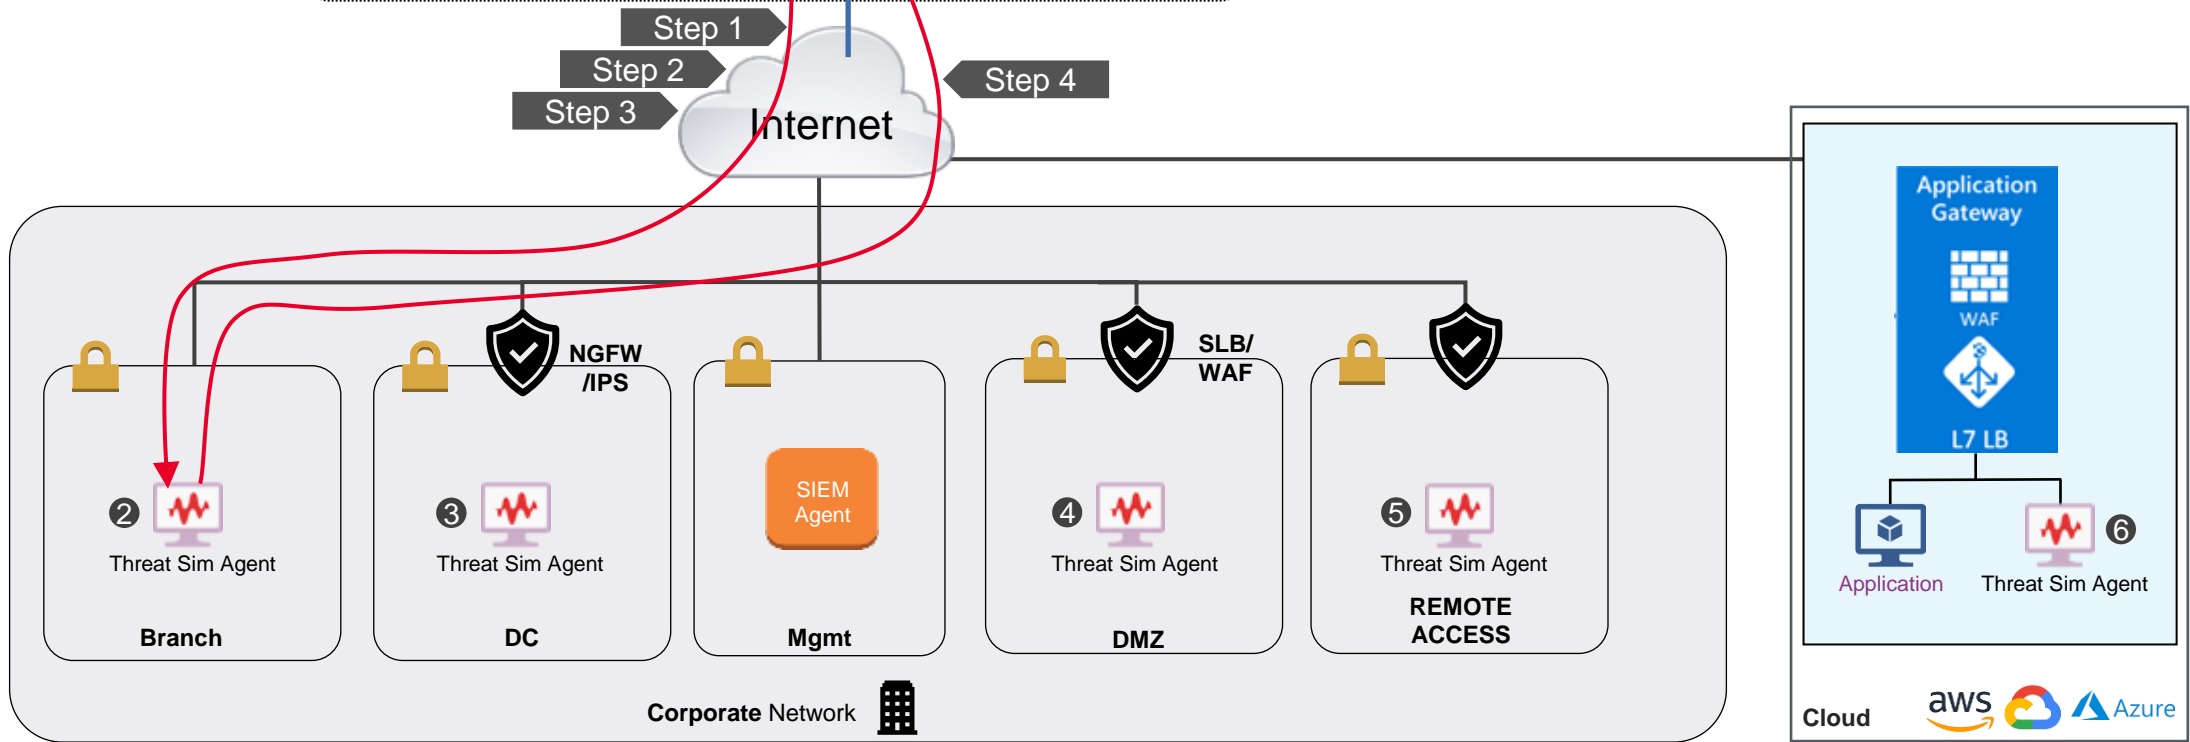 Step 1
Step 2
Step 3
Step 4
Internet
Application
Gateway
WAF
L7 LB
NGFW
/IPS
SLB/
WAF
SIEM
Agent
2
3
4
5
6
Threat Sim Agent
Threat Sim Agent
Threat Sim Agent
Threat Sim Agent
Application
Threat Sim Agent
Branch
DC
Mgmt
DMZ
REMOTE
ACCESS
Corporate Network
Cloud
aws
Azure